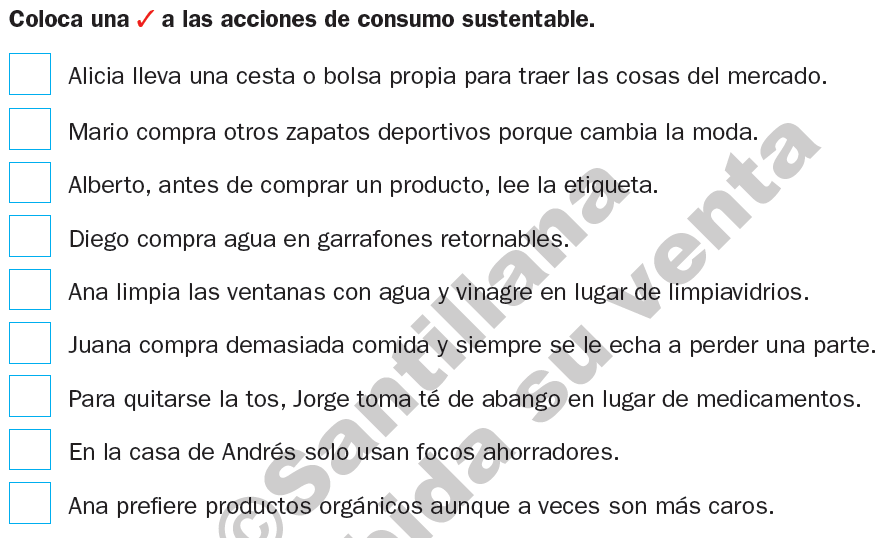 Coloca una ✓ a las acciones de consumo sustentable.
Alicia lleva una cesta o bolsa propia para traer las cosas del mercado.
Mario compra otros zapatos deportivos porque cambia la moda.
Alberto, antes de comprar un producto, lee la etiqueta.
Diego compra agua en garrafones retornables.
Ana limpia las ventanas con agua y vinagre en lugar de limpiavidrios.
Juana compra demasiada comida y siempre se le echa a perder una parte.
Para quitarse la tos, Jorge toma té de abango en lugar de medicamentos.
En la casa de Andrés solo usan focos ahorradores.
Ana prefiere productos orgánicos aunque a veces son más caros.
©Santillana
su venta